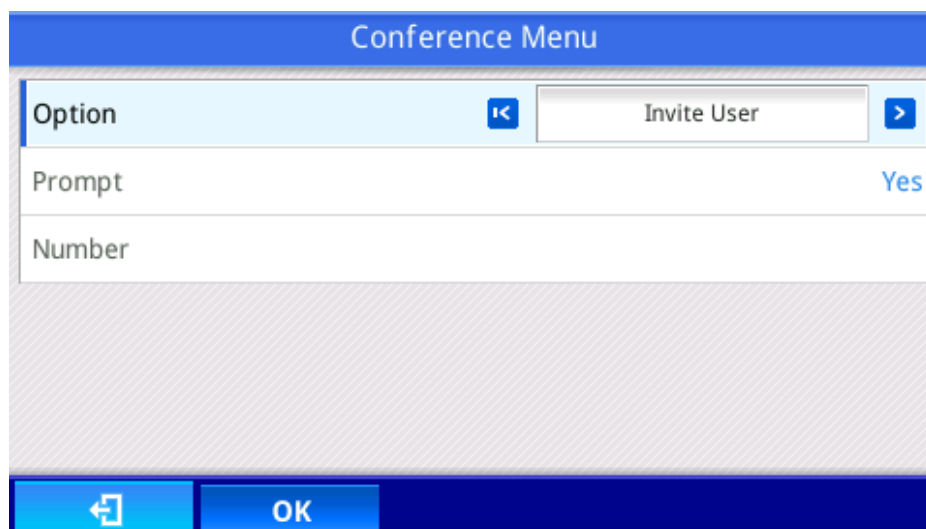 Conference Menu
Option Invite User
Prompt Yes
Number
OK